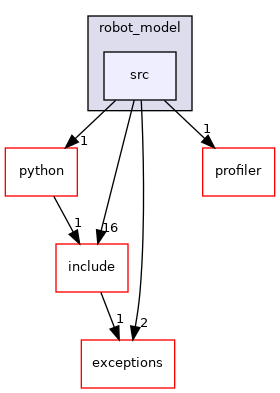 robot_model
src
1
1
python
profiler
1
16
include
1
2
exceptions